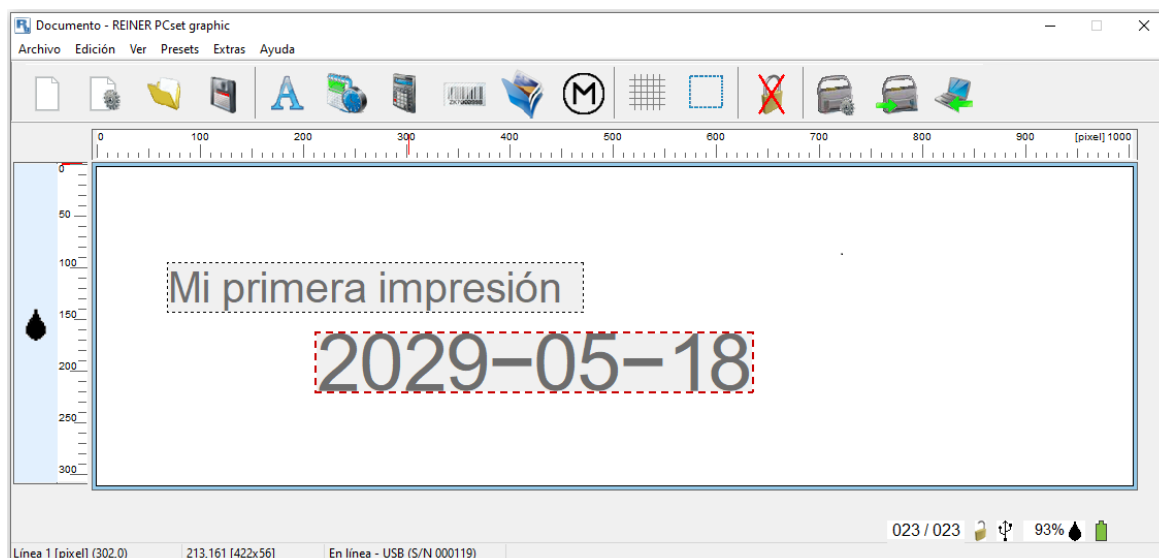 Documento - REINER PCset graphic
Archivo Edición Ver Presets Extras Ayuda
A M
0 100 200 300 400 500 600 700 800 900 [pixel] 1000
0
50
100
Mi primera impresión
150
2029-05-18
200
250
300
023 / 023 93%
Línea 1 [pixel] (302.0) 213.161 [422x56] En línea - USB (S/N 000119)